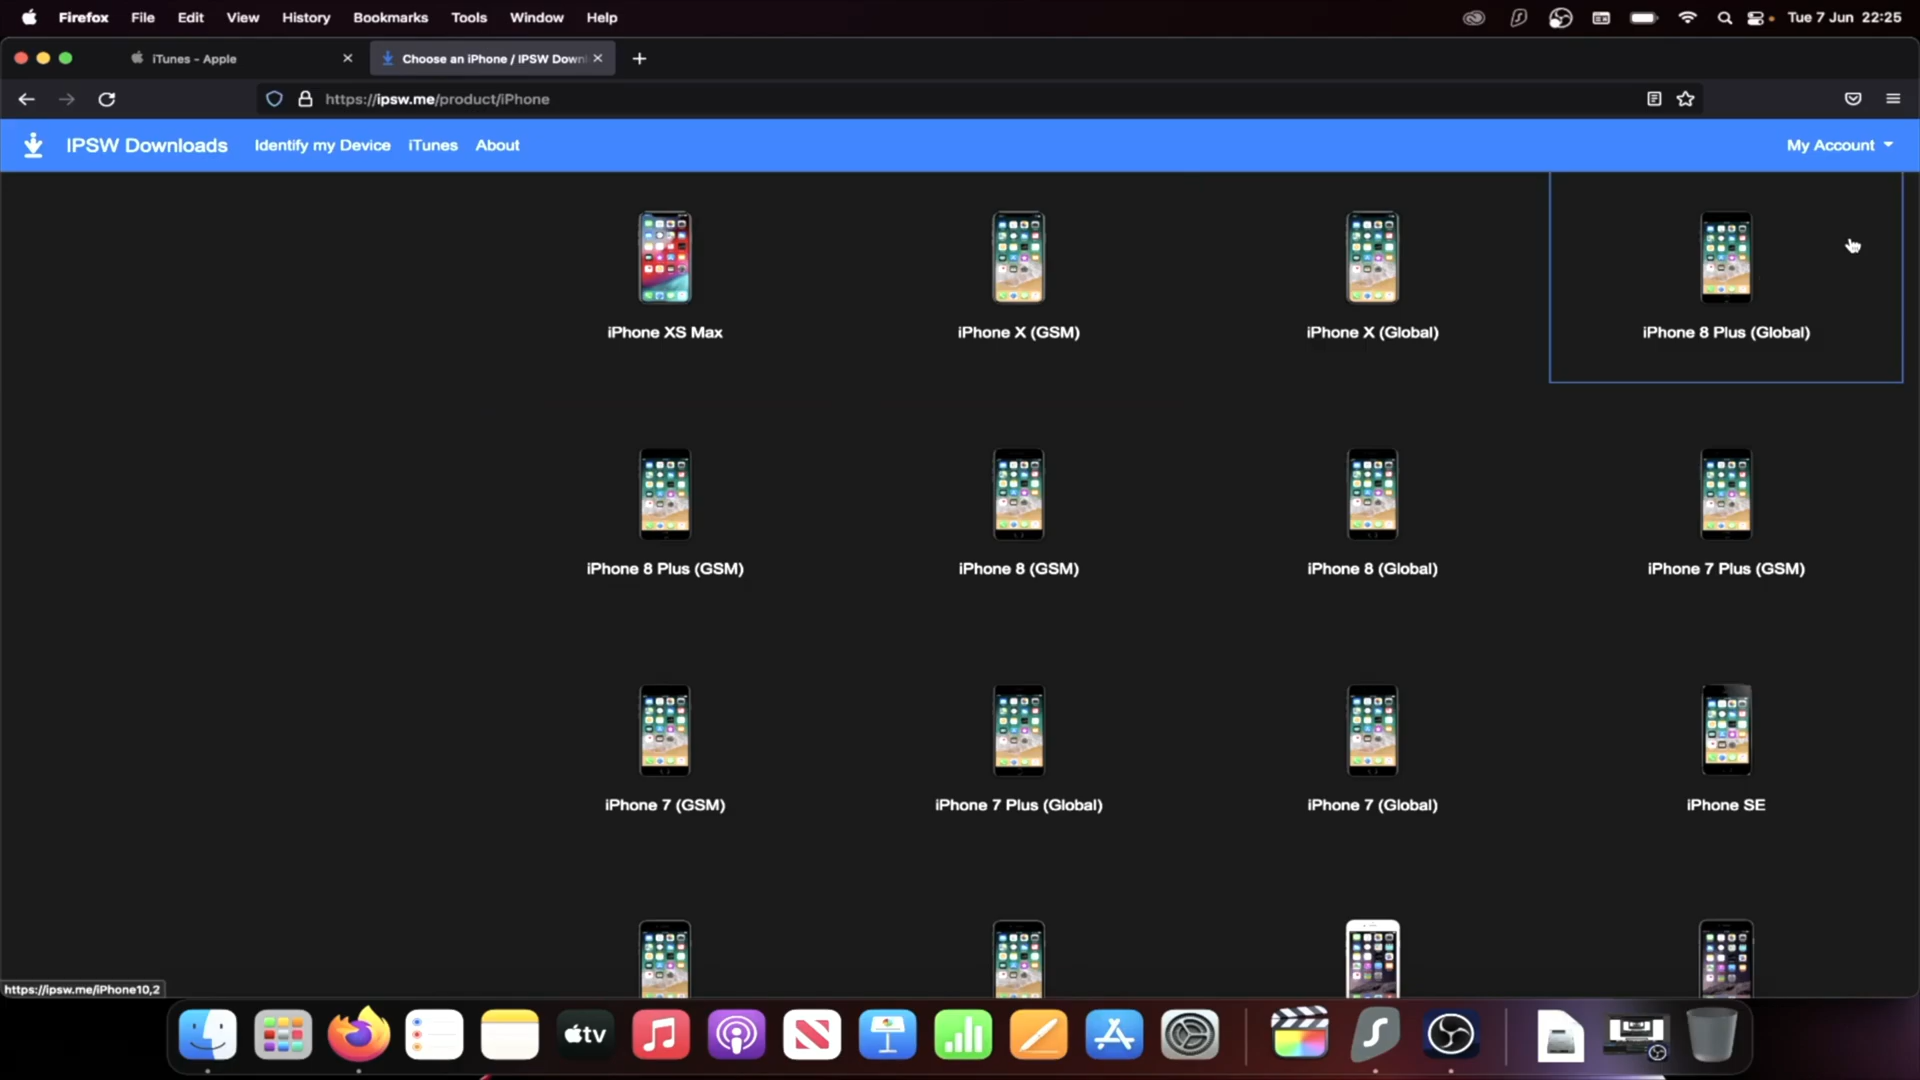 Firefox File Edit View History Bookmarks Tools Window Help Tue 7 Jun 22:25
iTunes - Apple Choose an iPhone / IPSW Down
https://ipsw.me/product/iPhone
IPSW Downloads Identify my Device iTunes About My Account
iPhone XS Max iPhone X (GSM) iPhone X (Global) iPhone 8 Plus (Global)
iPhone 8 Plus (GSM) iPhone 8 (GSM) iPhone 8 (Global) iPhone 7 Plus (GSM)
iPhone 7 (GSM) iPhone 7 Plus (Global) iPhone 7 (Global) iPhone SE
https://ipsw.me/iPhone10,2
tv